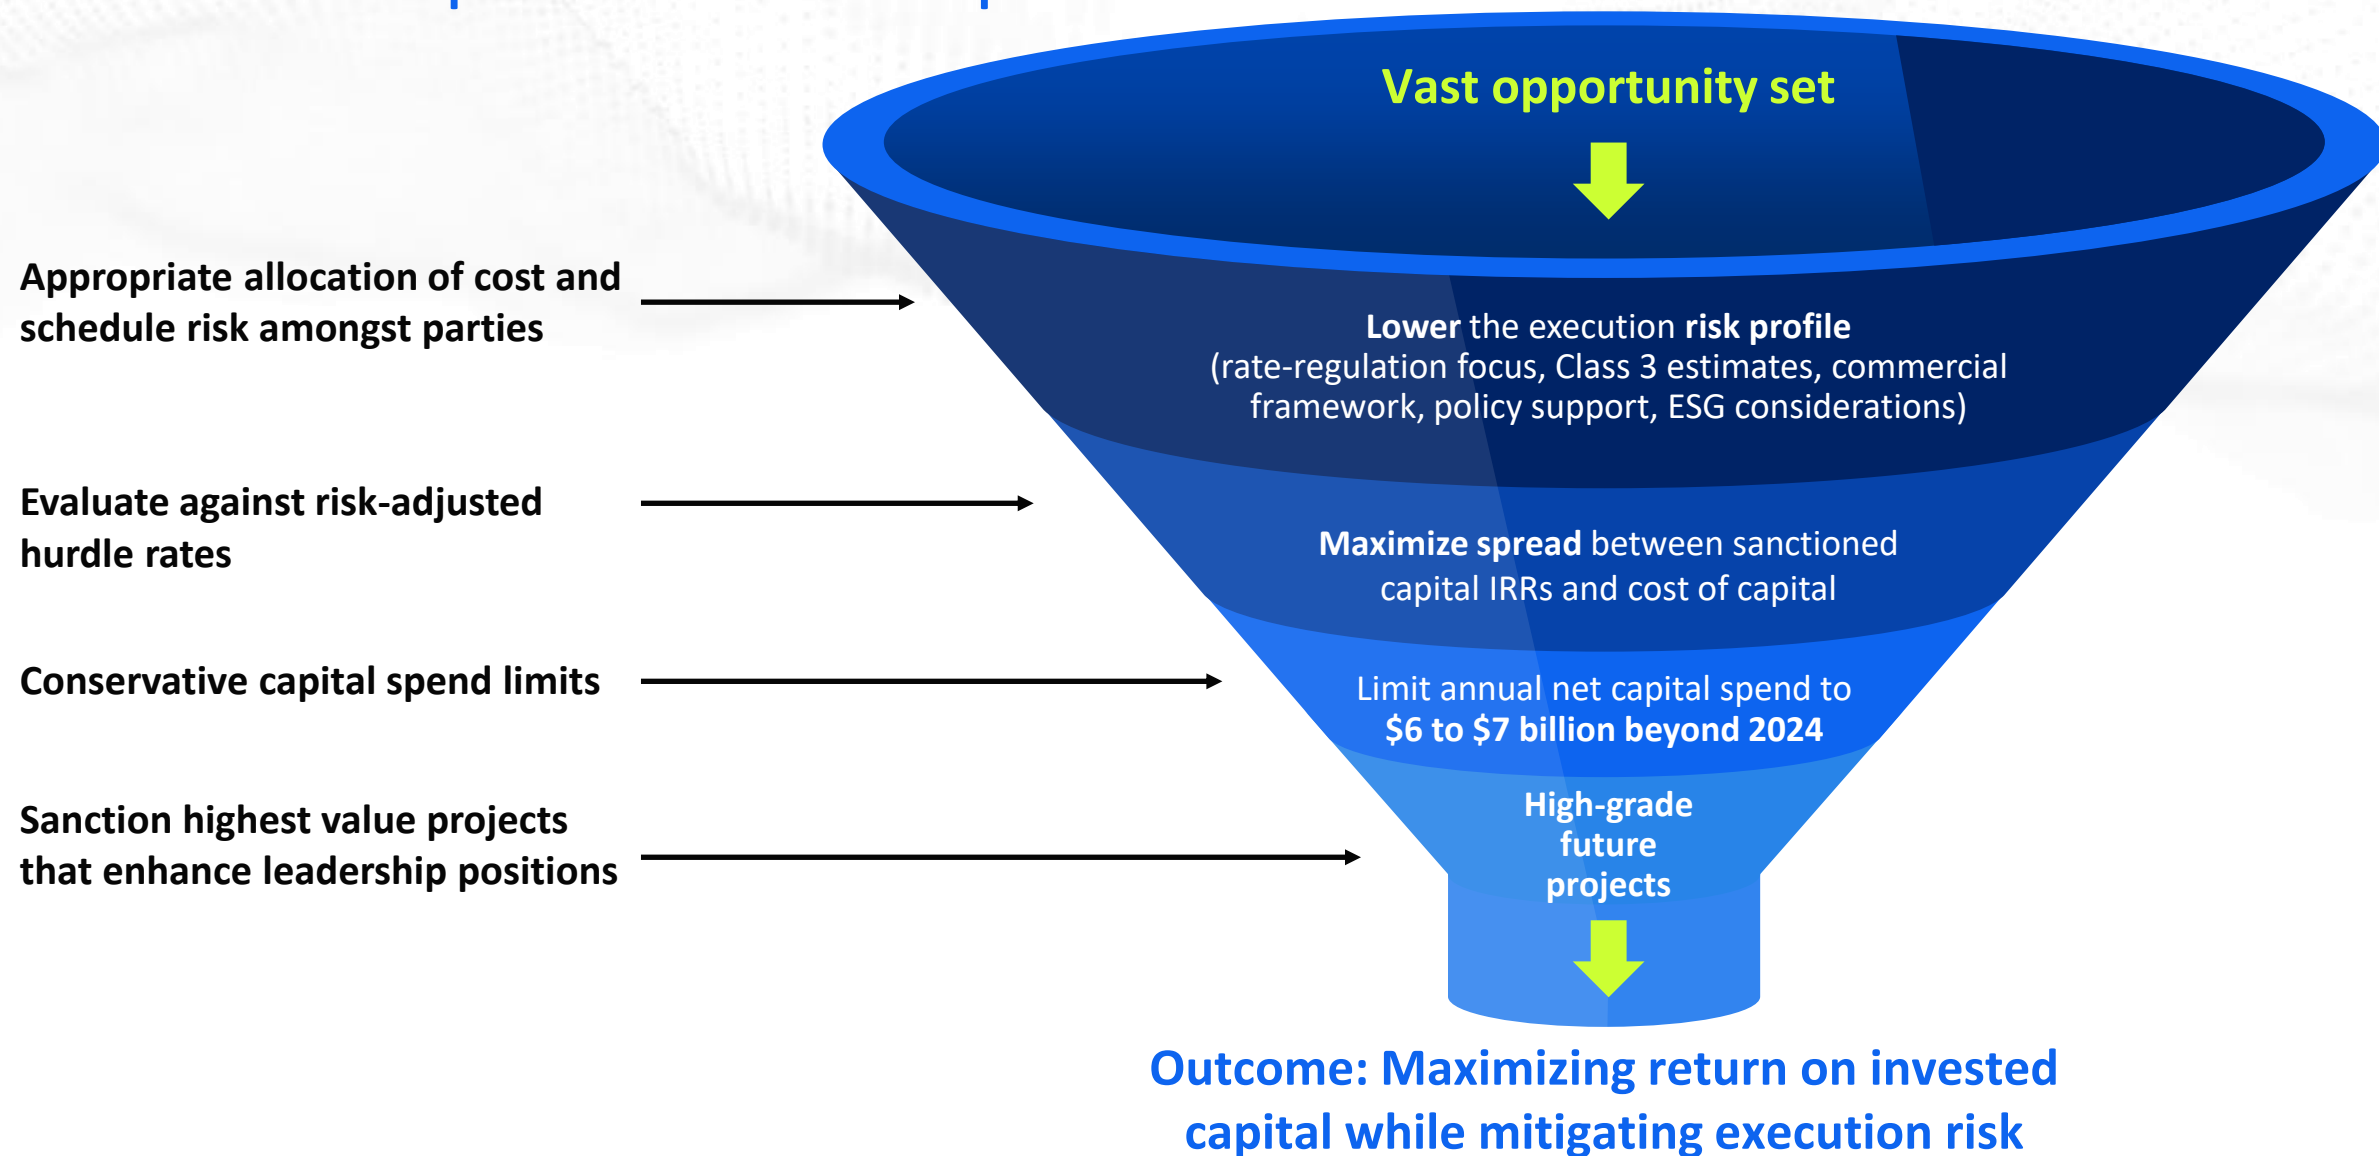 Vast opportunity set
Appropriate allocation of cost and
schedule risk amongst parties
Lower the execution risk profile
(rate-regulation focus, Class 3 estimates, commercial
framework, policy support, ESG considerations)
Evaluate against risk-adjusted
hurdle rates
Maximize spread between sanctioned
capital IRRs and cost of capital
Conservative capital spend limits
Limit annual net capital spend to
$6 to $7 billion beyond 2024
Sanction highest value projects
that enhance leadership positions
High-grade
future
projects
Outcome: Maximizing return on invested
capital while mitigating execution risk